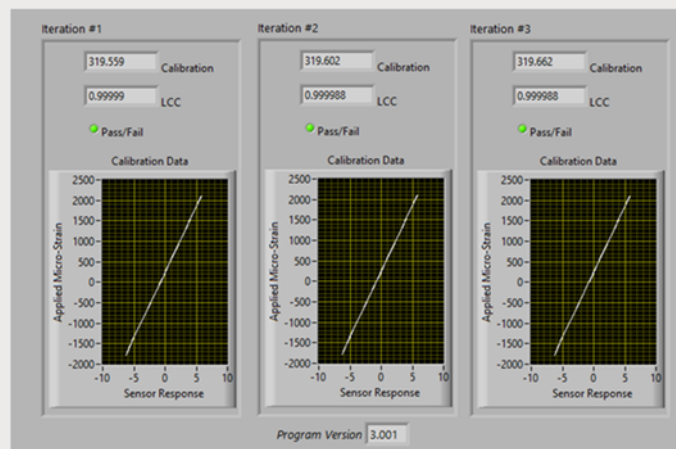 Iteration #1
319.559 Calibration
0.99999 LCC
Pass/Fail
Calibration Data
Applied Micro-Strain
2500
2000
1500
1000
500
0
-500
-1000
-1500
-2000
-10 -5 0 5 10
Sensor Response
Iteration #2
319.602 Calibration
0.999988 LCC
Pass/Fail
Calibration Data
Applied Micro-Strain
2500
2000
1500
1000
500
0
-500
-1000
-1500
-2000
-10 -5 0 5 10
Sensor Response
Iteration #3
319.662 Calibration
0.999988 LCC
Pass/Fail
Calibration Data
Applied Micro-Strain
2500
2000
1500
1000
500
0
-500
-1000
-1500
-2000
-10 -5 0 5 10
Sensor Response
Program Version 3.001